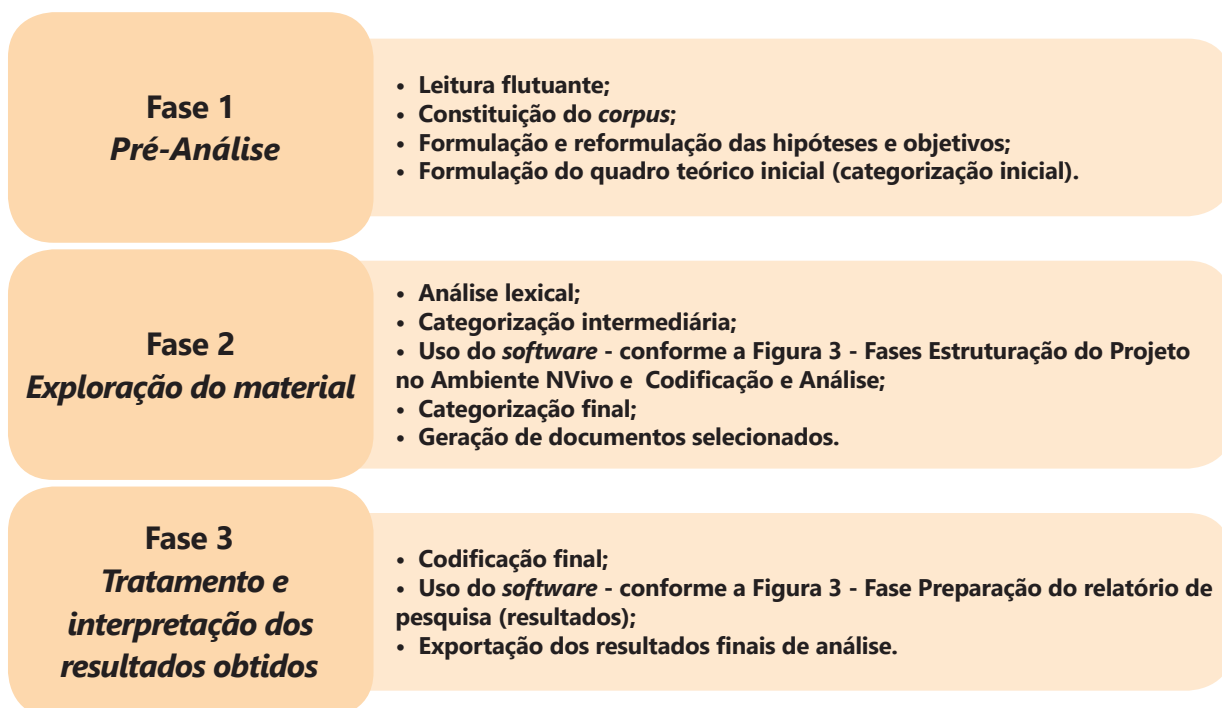 Fase 1
Pré-Análise
• Leitura flutuante;
• Constituição do corpus;
• Formulação e reformulação das hipóteses e objetivos;
• Formulação do quadro teórico inicial (categorização inicial).
Fase 2
Exploração do material
• Análise lexical;
• Categorização intermediária;
• Uso do software - conforme a Figura 3 - Fases Estruturação do Projeto
no Ambiente NVivo e Codificação e Análise;
• Categorização final;
• Geração de documentos selecionados.
Fase 3
Tratamento e
interpretação dos
resultados obtidos
• Codificação final;
• Uso do software - conforme a Figura 3 - Fase Preparação do relatório de
pesquisa (resultados);
• Exportação dos resultados finais de análise.